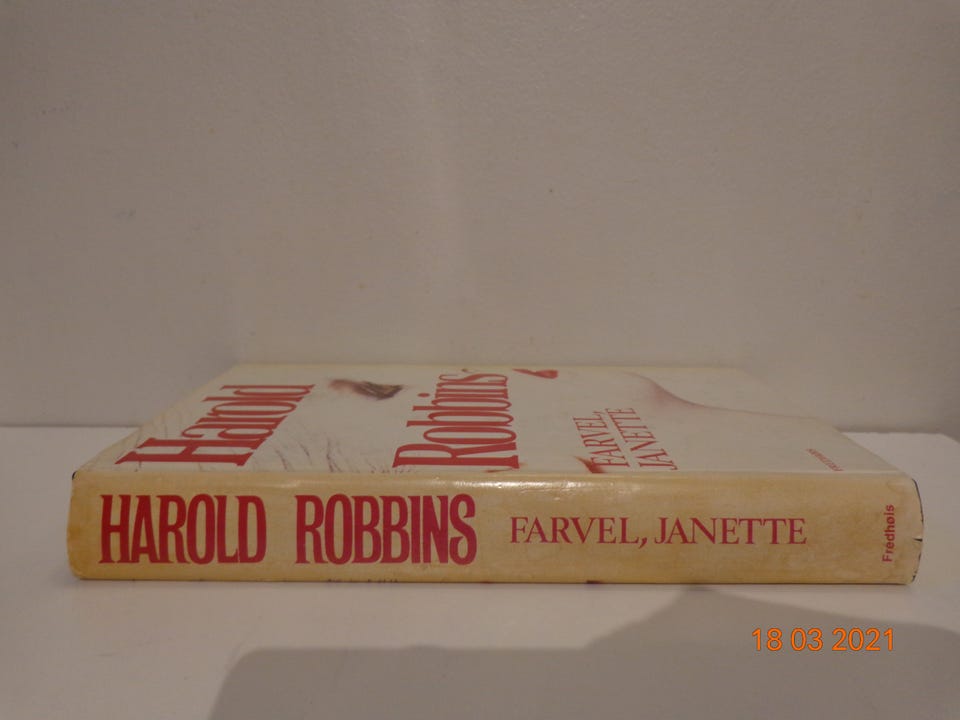 Harold
Robbins
FARVEL,
JANETTE
HAROLD ROBBINS FARVEL, JANETTE Fredhøis
18 03 2021